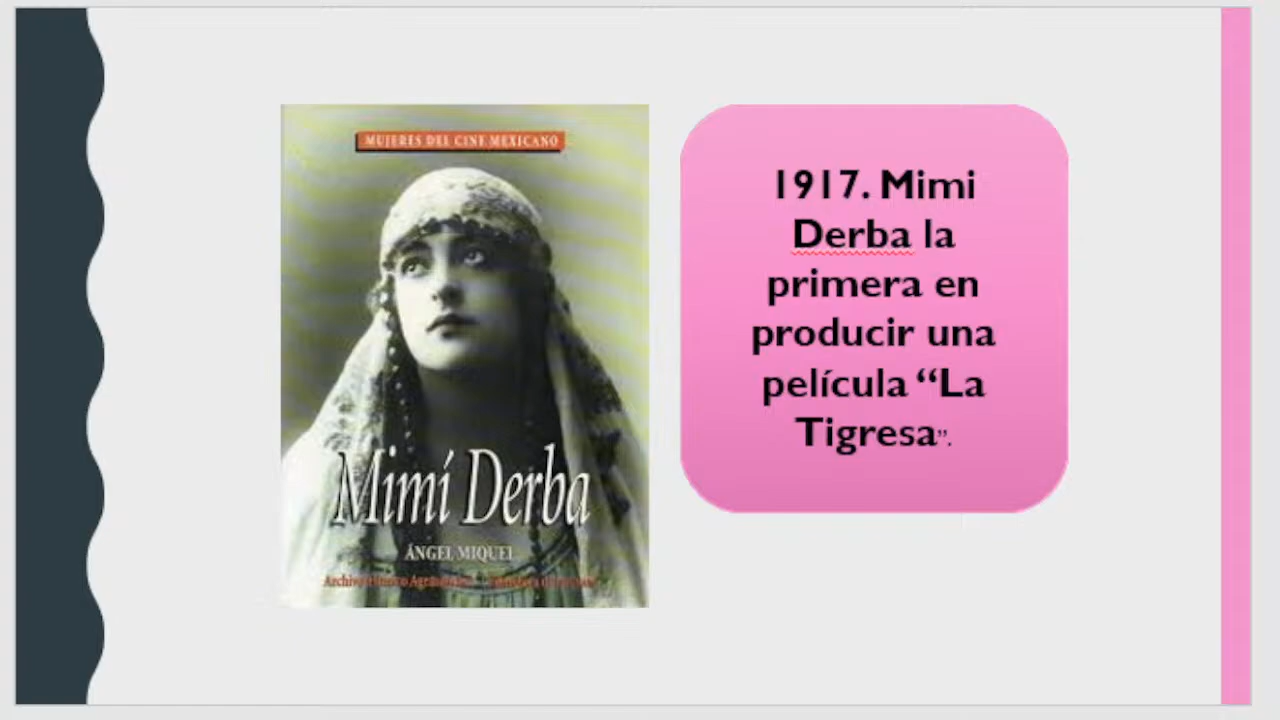 MUJERES DEL CINE MEXICANO
Mimí Derba
ÁNGEL MIQUEL
Archivo
1917. Mimi
Derba la
primera en
producir una
película “La
Tigresa”.